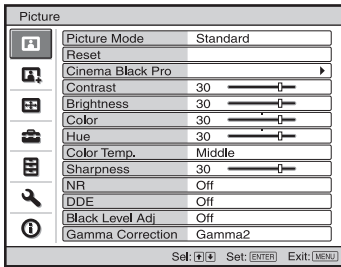 Picture
Picture Mode Standard
Reset
Cinema Black Pro
Contrast 30
Brightness 30
Color 30
Hue 30
Color Temp. Middle
Sharpness 30
NR Off
DDE Off
Black Level Adj Off
Gamma Correction Gamma2
Sel: Set: ENTER Exit: MENU